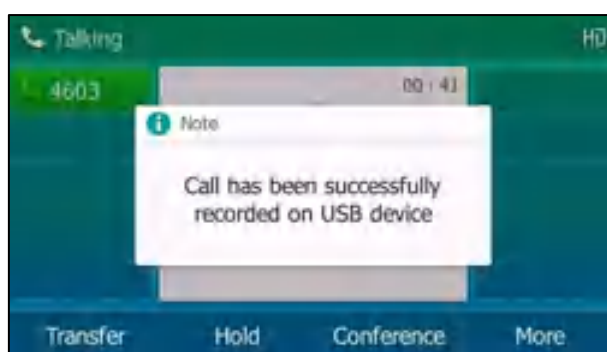 Talking
HD
4603
00:41
Note
Call has been successfully
recorded on USB device
Transfer Hold Conference More